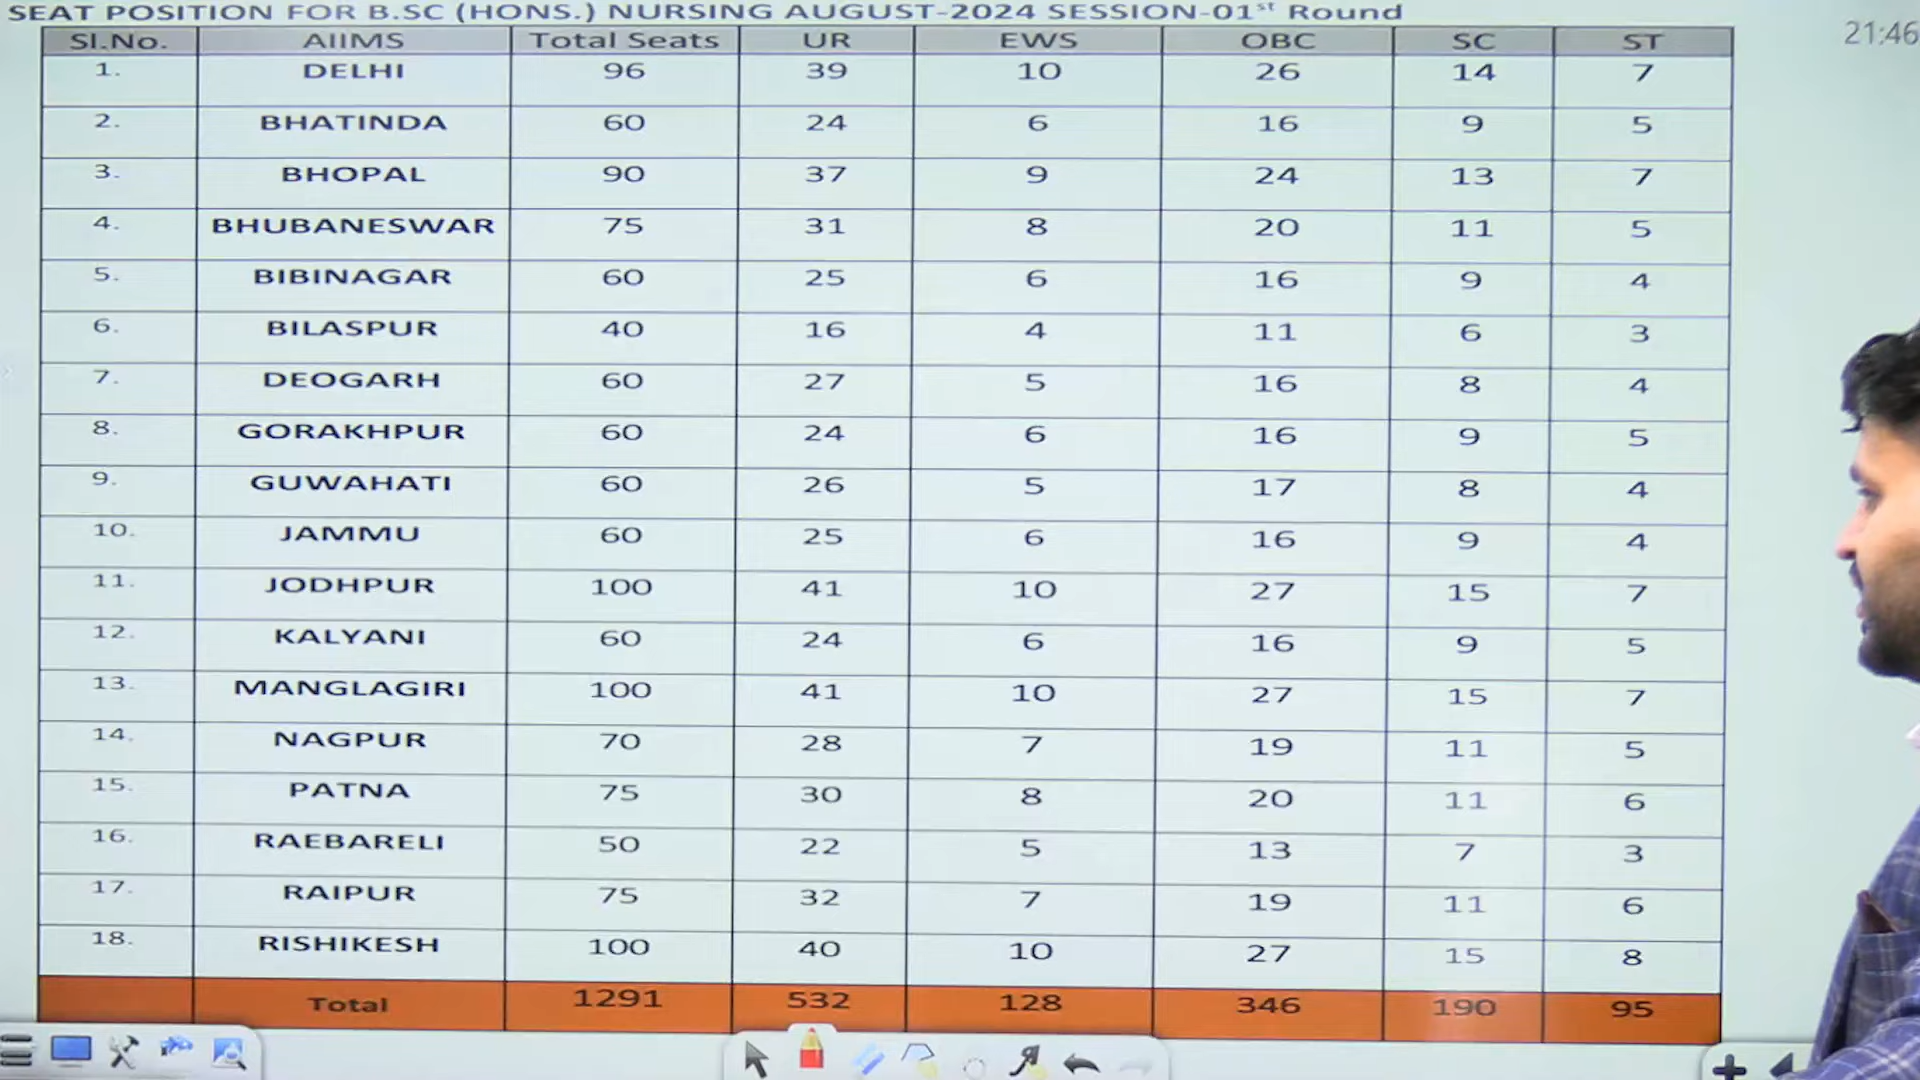 SEAT POSITION FOR B.SC (HONS.) NURSING AUGUST-2024 SESSION-01st Round
21:46
Sl.No. AIIMS Total Seats UR EWS OBC SC ST
1. DELHI 96 39 10 26 14 7
2. BHATINDA 60 24 6 16 9 5
3. BHOPAL 90 37 9 24 13 7
4. BHUBANESWAR 75 31 8 20 11 5
5. BIBINAGAR 60 25 6 16 9 4
6. BILASPUR 40 16 4 11 6 3
7. DEOGARH 60 27 5 16 8 4
8. GORAKHPUR 60 24 6 16 9 5
9. GUWAHATI 60 26 5 17 8 4
10. JAMMU 60 25 6 16 9 4
11. JODHPUR 100 41 10 27 15 7
12. KALYANI 60 24 6 16 9 5
13. MANGLAGIRI 100 41 10 27 15 7
14. NAGPUR 70 28 7 19 11 5
15. PATNA 75 30 8 20 11 6
16. RAEBARELI 50 22 5 13 7 3
17. RAIPUR 75 32 7 19 11 6
18. RISHIKESH 100 40 10 27 15 8
Total 1291 532 128 346 190 95